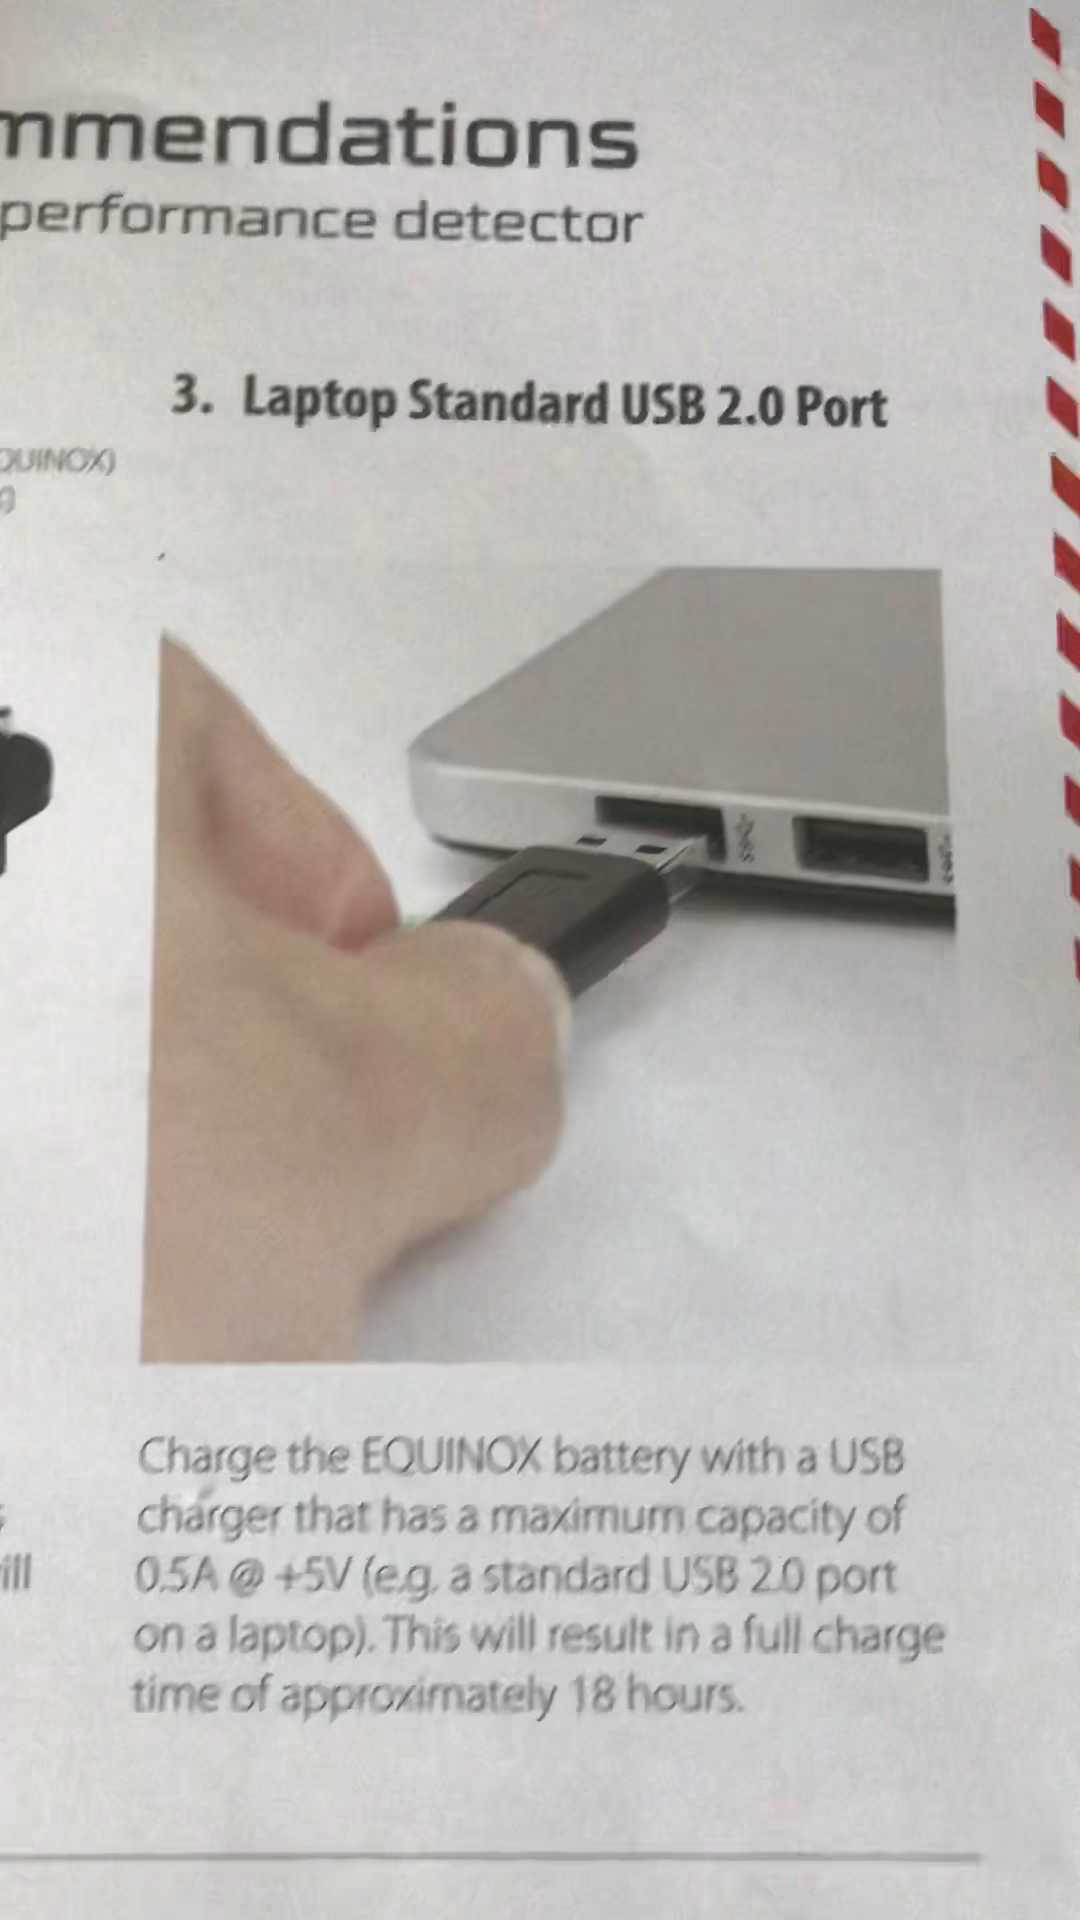 mmendations
performance detector
3. Laptop Standard USB 2.0 Port
QUINOX)
Charge the EQUINOX battery with a USB
charger that has a maximum capacity of
ill
0.5A @ +5V (e.g. a standard USB 2.0 port
on a laptop). This will result in a full charge
time of approximately 18 hours.